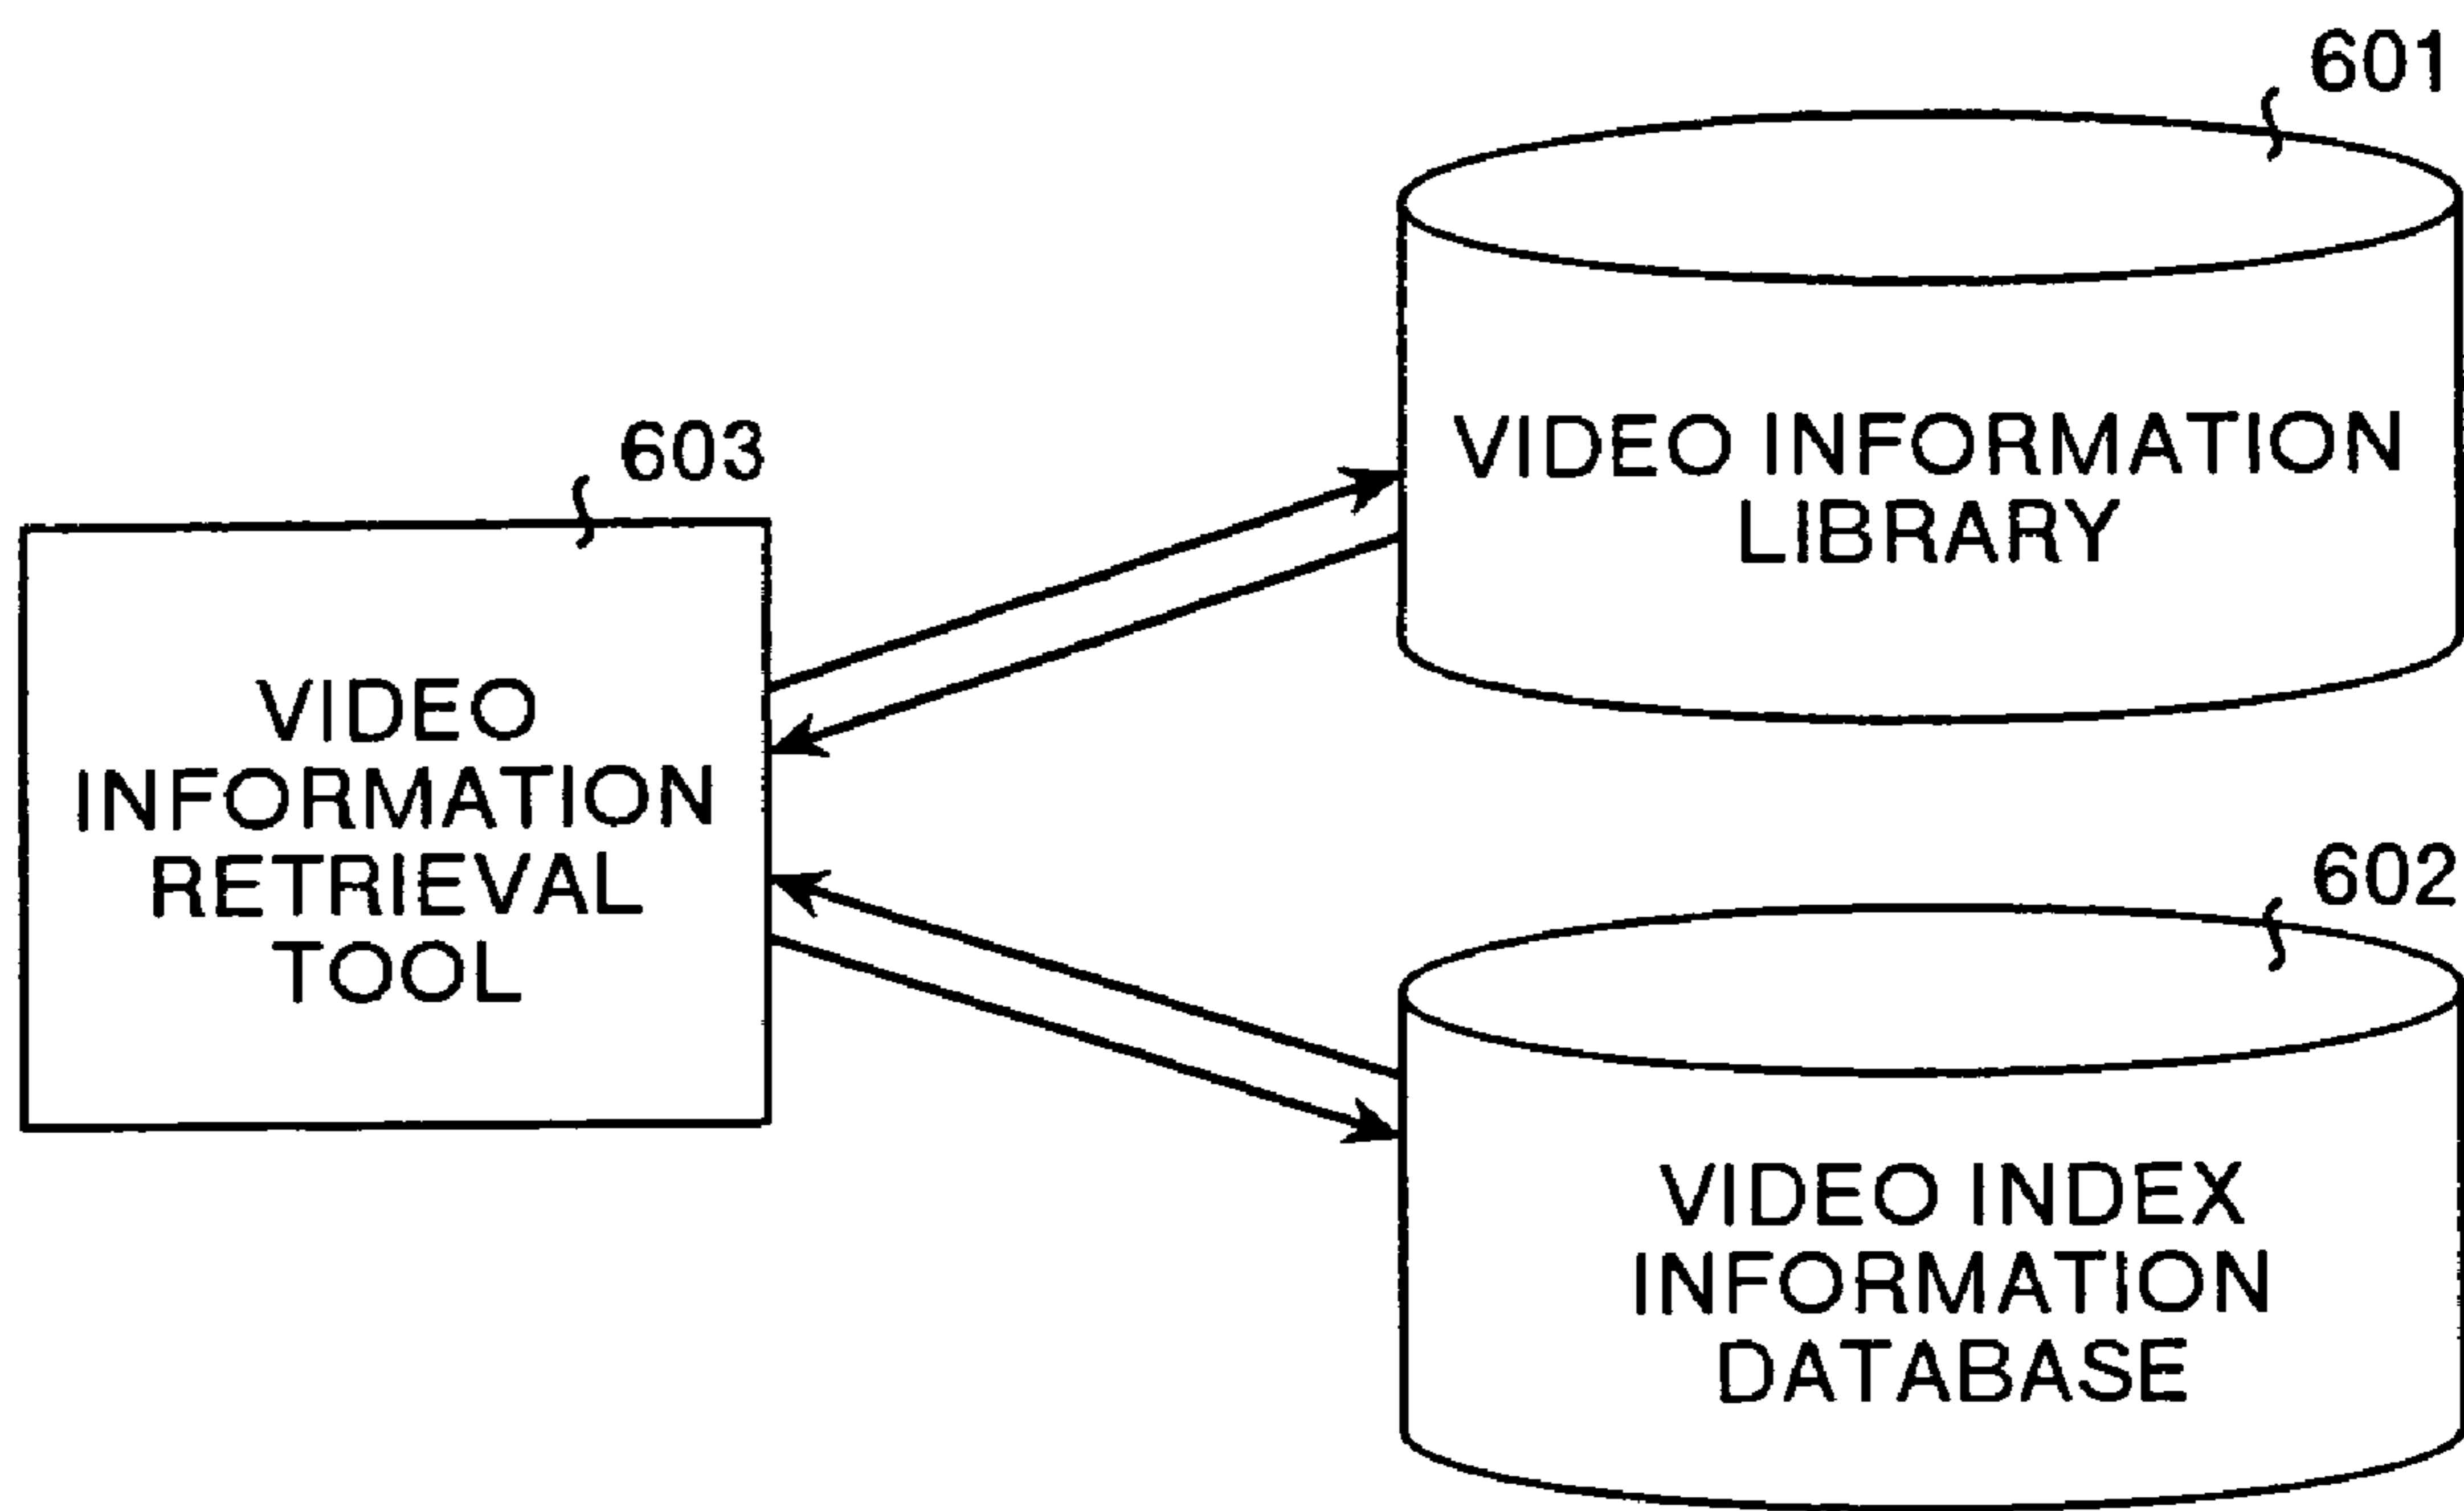 601
VIDEO INFORMATION
LIBRARY
603
VIDEO
INFORMATION
RETRIEVAL
TOOL
602
VIDEO INDEX
INFORMATION
DATABASE